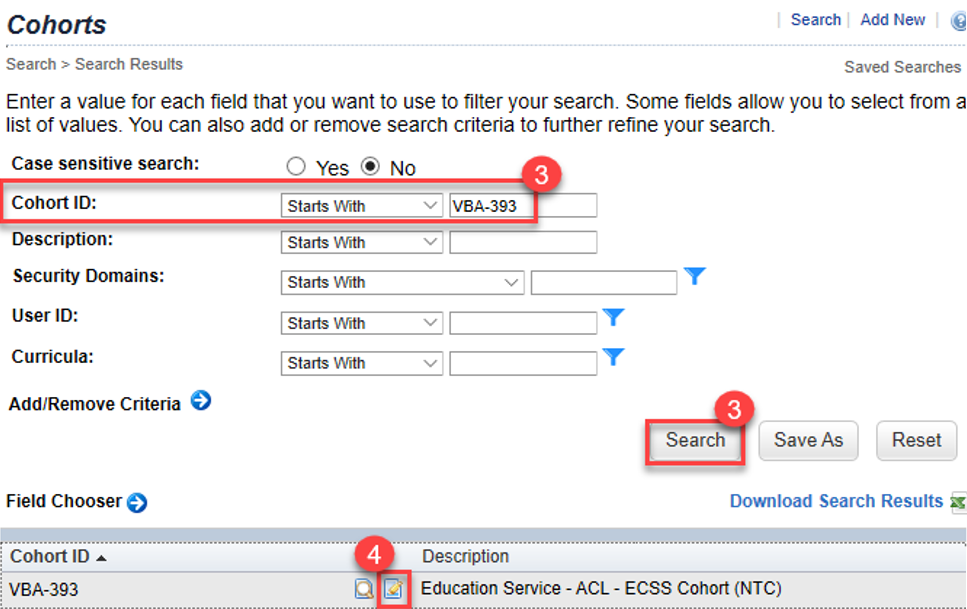 Cohorts
Search Add New
Search > Search Results
Saved Searches
Enter a value for each field that you want to use to filter your search. Some fields allow you to select from a
list of values. You can also add or remove search criteria to further refine your search.
Case sensitive search: Yes No
3
Cohort ID: Starts With VBA-393
Description: Starts With
Security Domains: Starts With
User ID: Starts With
Curricula: Starts With
Add/Remove Criteria
3
Search Save As Reset
Field Chooser Download Search Results
4
Cohort ID Description
VBA-393 Education Service - ACL - ECSS Cohort (NTC)